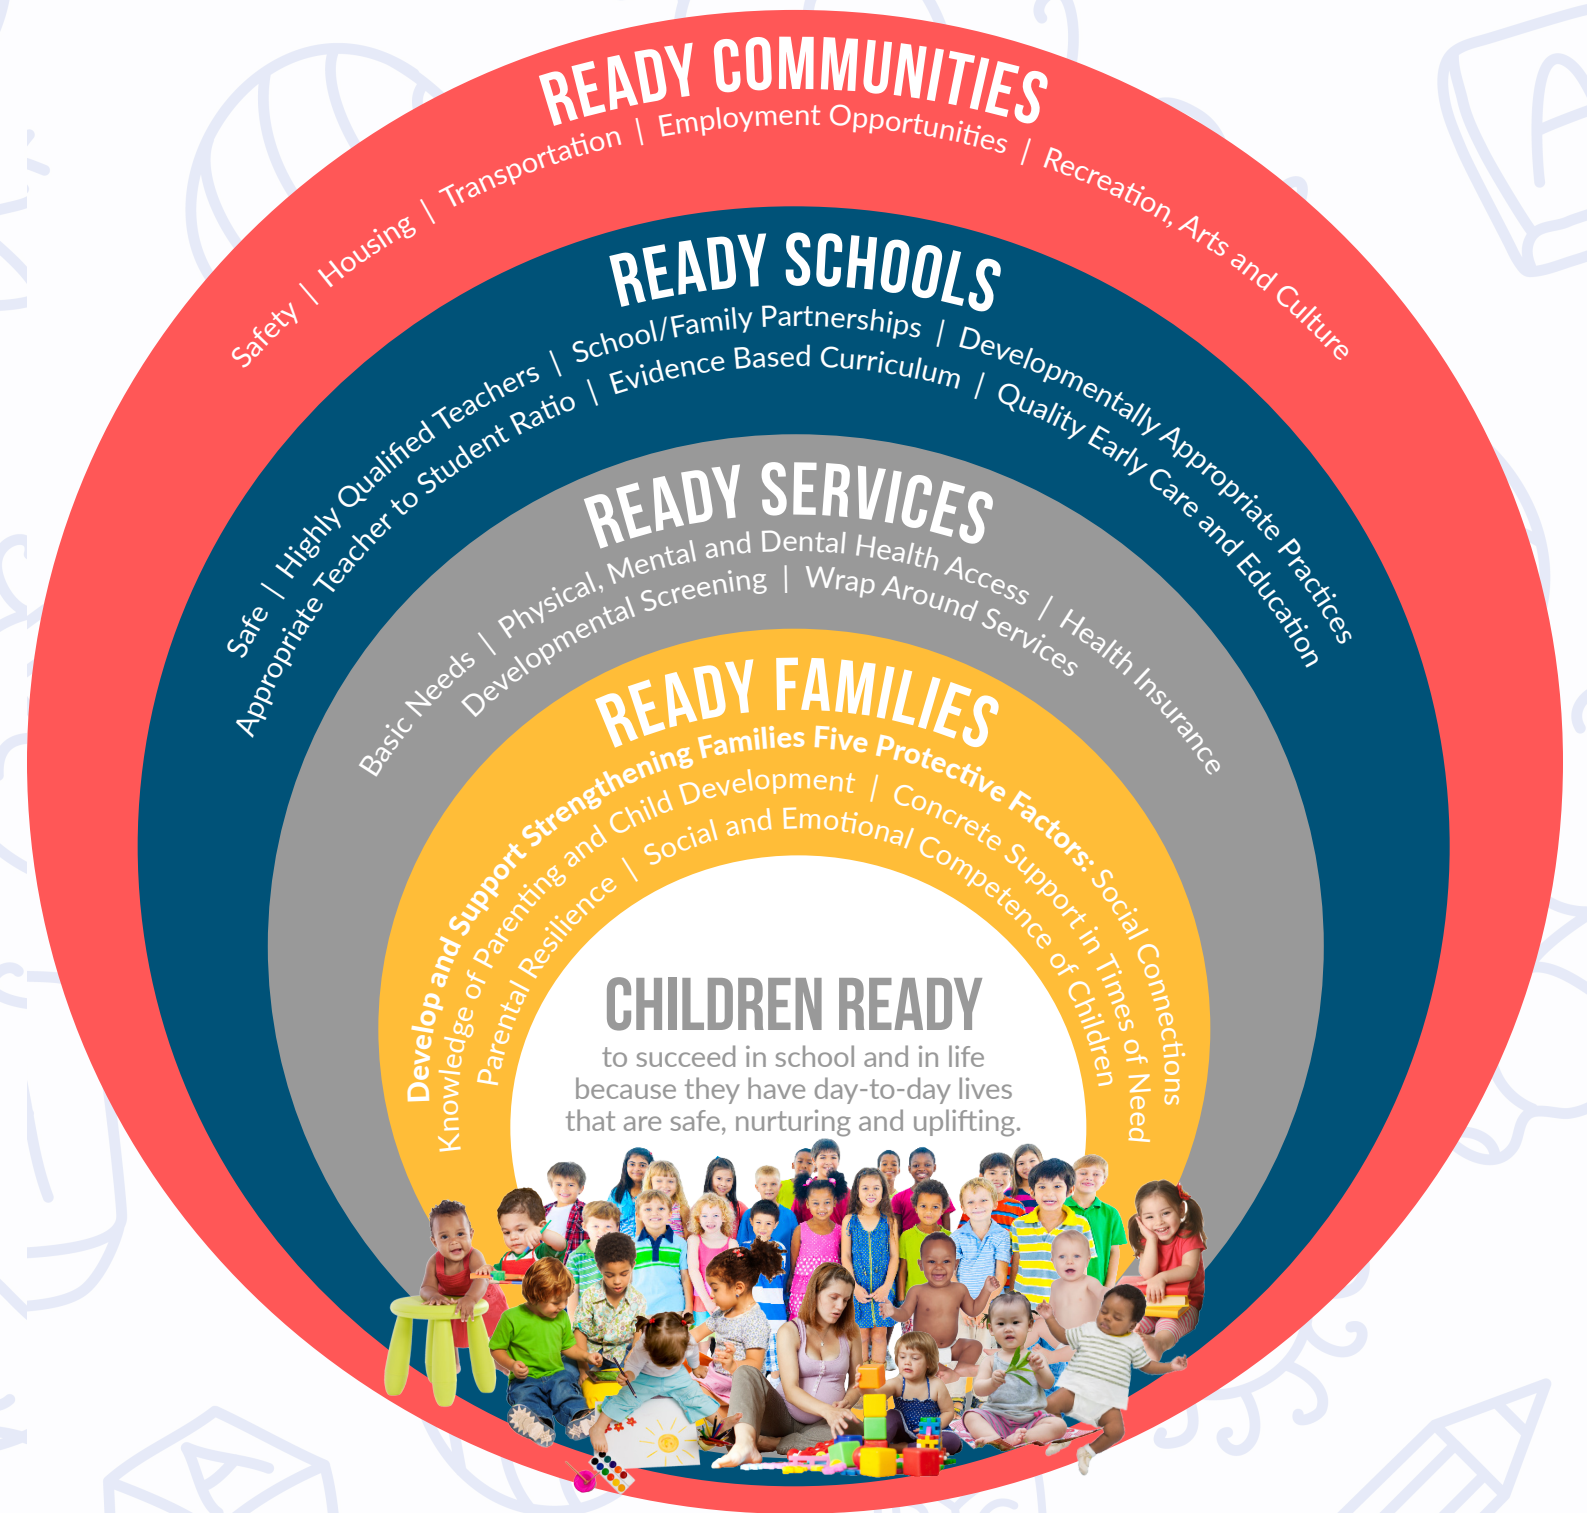 READY COMMUNITIES
Safety | Housing | Transportation | Employment Opportunities | Recreation, Arts and Culture
READY SCHOOLS
Safe | Highly Qualified Teachers | School/Family Partnerships | Developmentally Appropriate Practices
Appropriate Teacher to Student Ratio | Evidence Based Curriculum | Quality Early Care and Education
READY SERVICES
Basic Needs | Physical, Mental and Dental Health Access | Health Insurance
Developmental Screening | Wrap Around Services
READY FAMILIES
Develop and Support Strengthening Families Five Protective Factors: Social Connections
Knowledge of Parenting and Child Development | Concrete Support in Times of Need
Parental Resilience | Social and Emotional Competence of Children
CHILDREN READY
to succeed in school and in life
because they have day-to-day lives
that are safe, nurturing and uplifting.
A
A